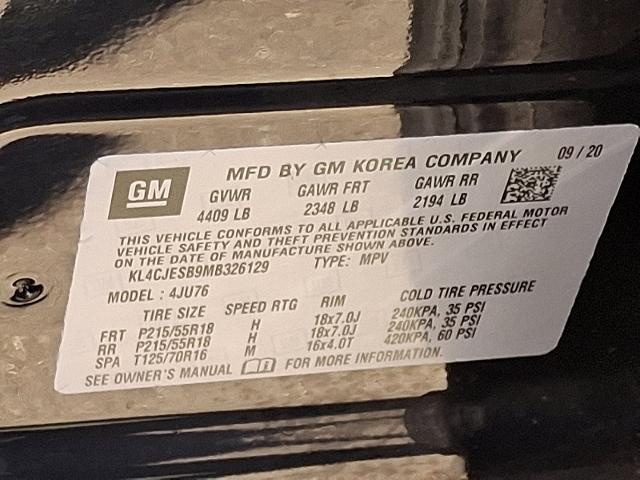 GM
MFD BY GM KOREA COMPANY 09 / 20
GVWR GAWR FRT GAWR RR
4409 LB 2348 LB 2194 LB
THIS VEHICLE CONFORMS TO ALL APPLICABLE U.S. FEDERAL MOTOR
VEHICLE SAFETY AND THEFT PREVENTION STANDARDS IN EFFECT
ON THE DATE OF MANUFACTURE SHOWN ABOVE.
KL4CJESB9MB326129 TYPE: MPV
MODEL : 4JU76
TIRE SIZE SPEED RTG RIM COLD TIRE PRESSURE
FRT P215/55R18 H 18x7.0J 240KPA, 35 PSI
RR P215/55R18 H 18x7.0J 240KPA, 35 PSI
SPA T125/70R16 M 16x4.0T 420KPA, 60 PSI
SEE OWNER'S MANUAL FOR MORE INFORMATION.